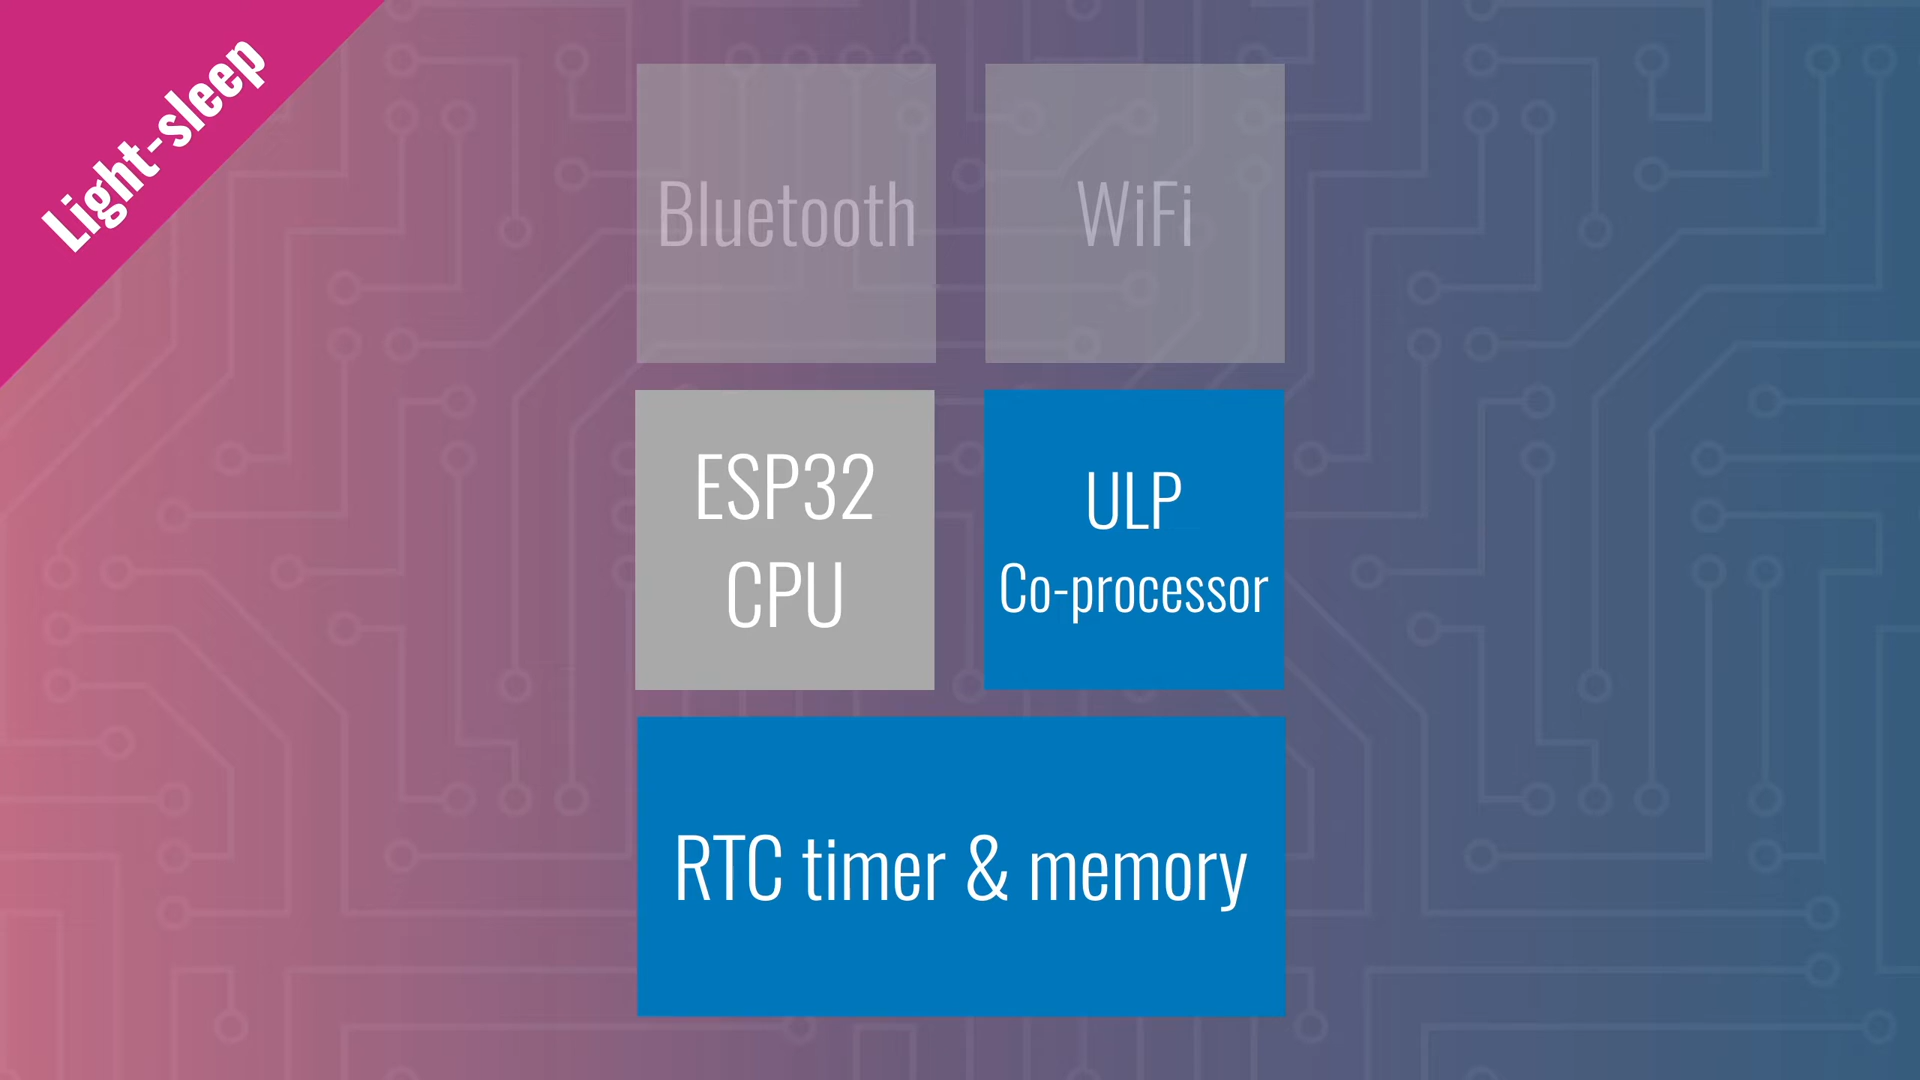 Light-sleep
Bluetooth
WiFi
ESP32
CPU
ULP
Co-processor
RTC timer & memory